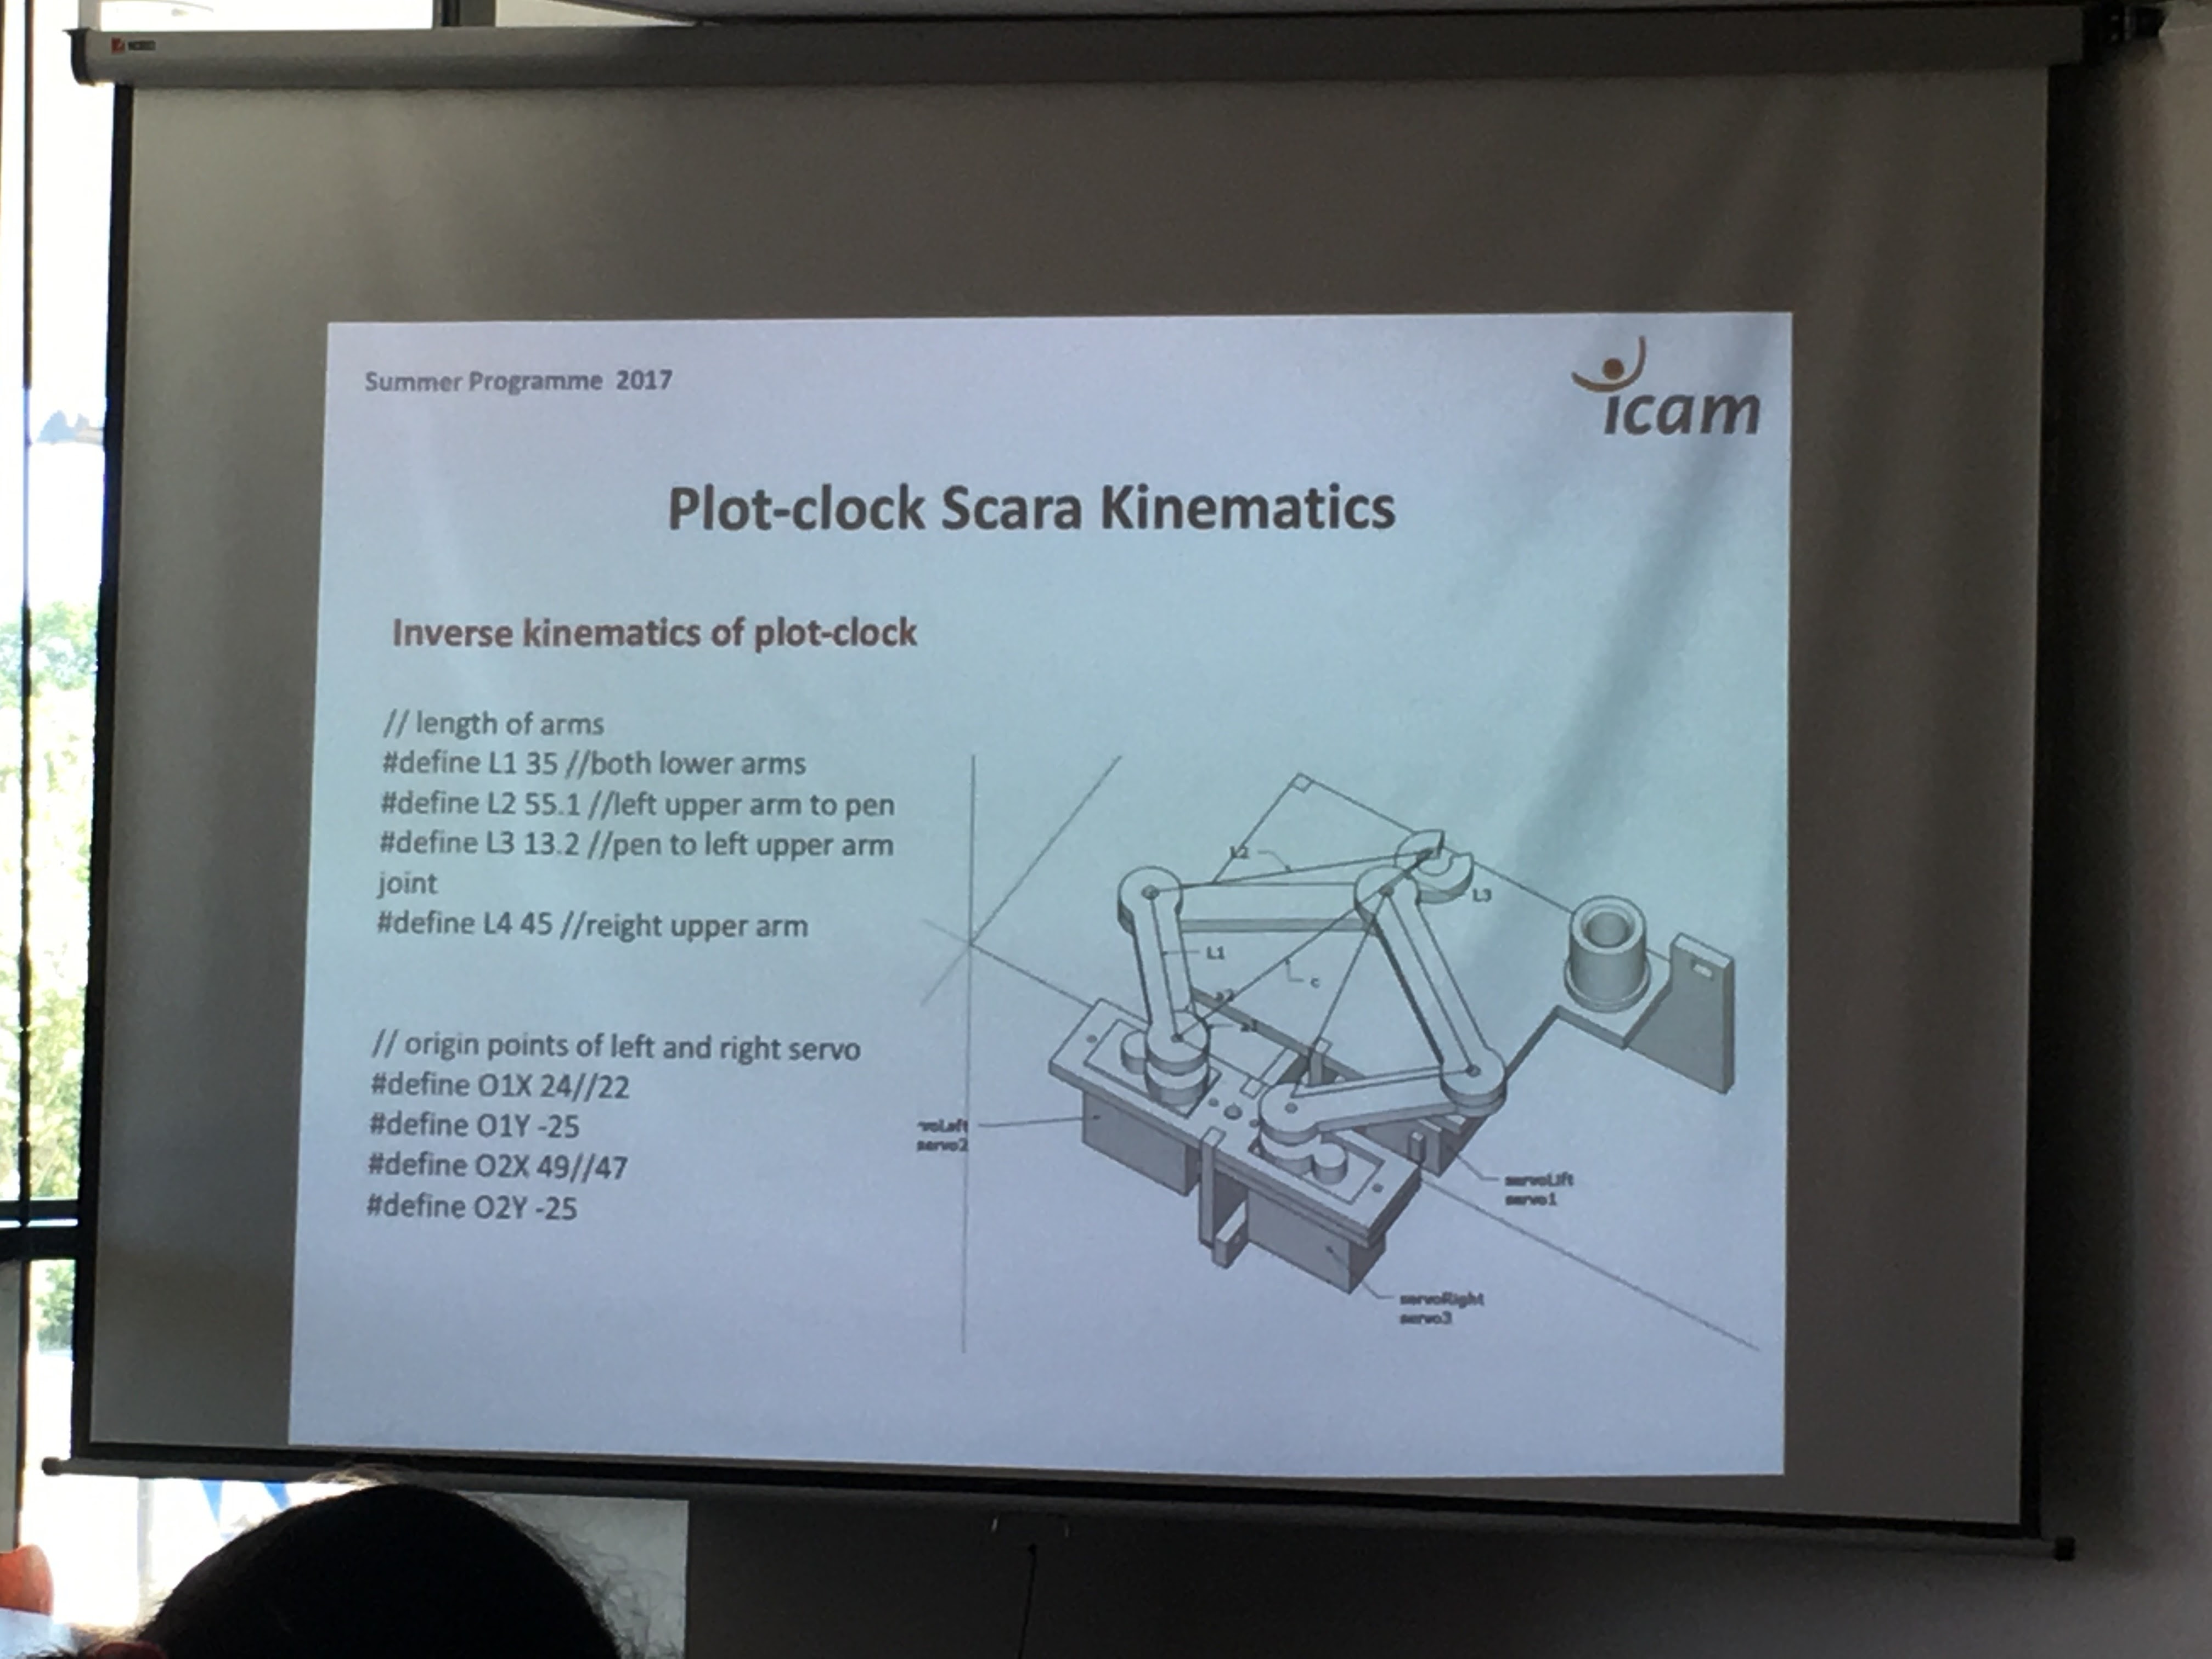 Summer Programme 2017
icam
Plot-clock Scara Kinematics
Inverse kinematics of plot-clock
// length of arms
#define L1 35 //both lower arms
#define L2 55.1 //left upper arm to pen
#define L3 13.2 //pen to left upper arm
joint
#define L4 45 //reight upper arm
// origin points of left and right servo
#define O1X 24//22
#define O1Y -25
#define O2X 49//47
#define O2Y -25
L2
L3
L1
c
servo2
servoLift
servo1
servoRight
servo3